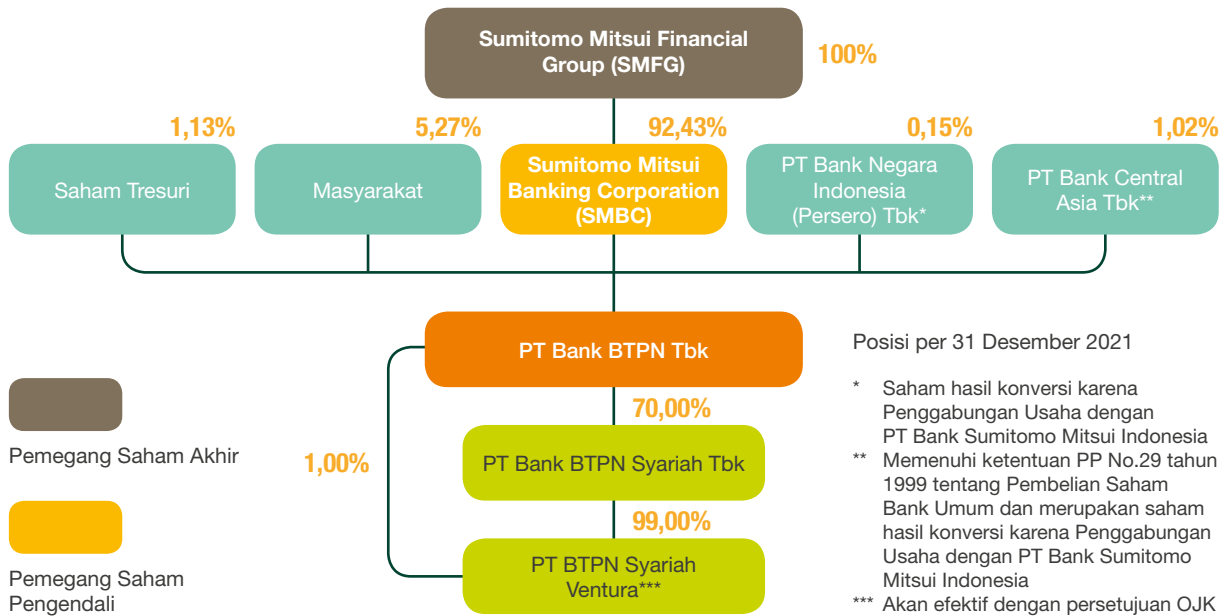 Sumitomo Mitsui Financial
Group (SMFG)
100%
1,13%
5,27%
92,43%
0,15%
1,02%
Saham Tresuri
Masyarakat
Sumitomo Mitsui
Banking Corporation
(SMBC)
PT Bank Negara
Indonesia
(Persero) Tbk*
PT Bank Central
Asia Tbk**
PT Bank BTPN Tbk
70,00%
PT Bank BTPN Syariah Tbk
1,00%
99,00%
PT BTPN Syariah
Ventura***
Pemegang Saham Akhir
Pemegang Saham
Pengendali
Posisi per 31 Desember 2021
* Saham hasil konversi karena
Penggabungan Usaha dengan
PT Bank Sumitomo Mitsui Indonesia
** Memenuhi ketentuan PP No.29 tahun
1999 tentang Pembelian Saham
Bank Umum dan merupakan saham
hasil konversi karena Penggabungan
Usaha dengan PT Bank Sumitomo
Mitsui Indonesia
*** Akan efektif dengan persetujuan OJK